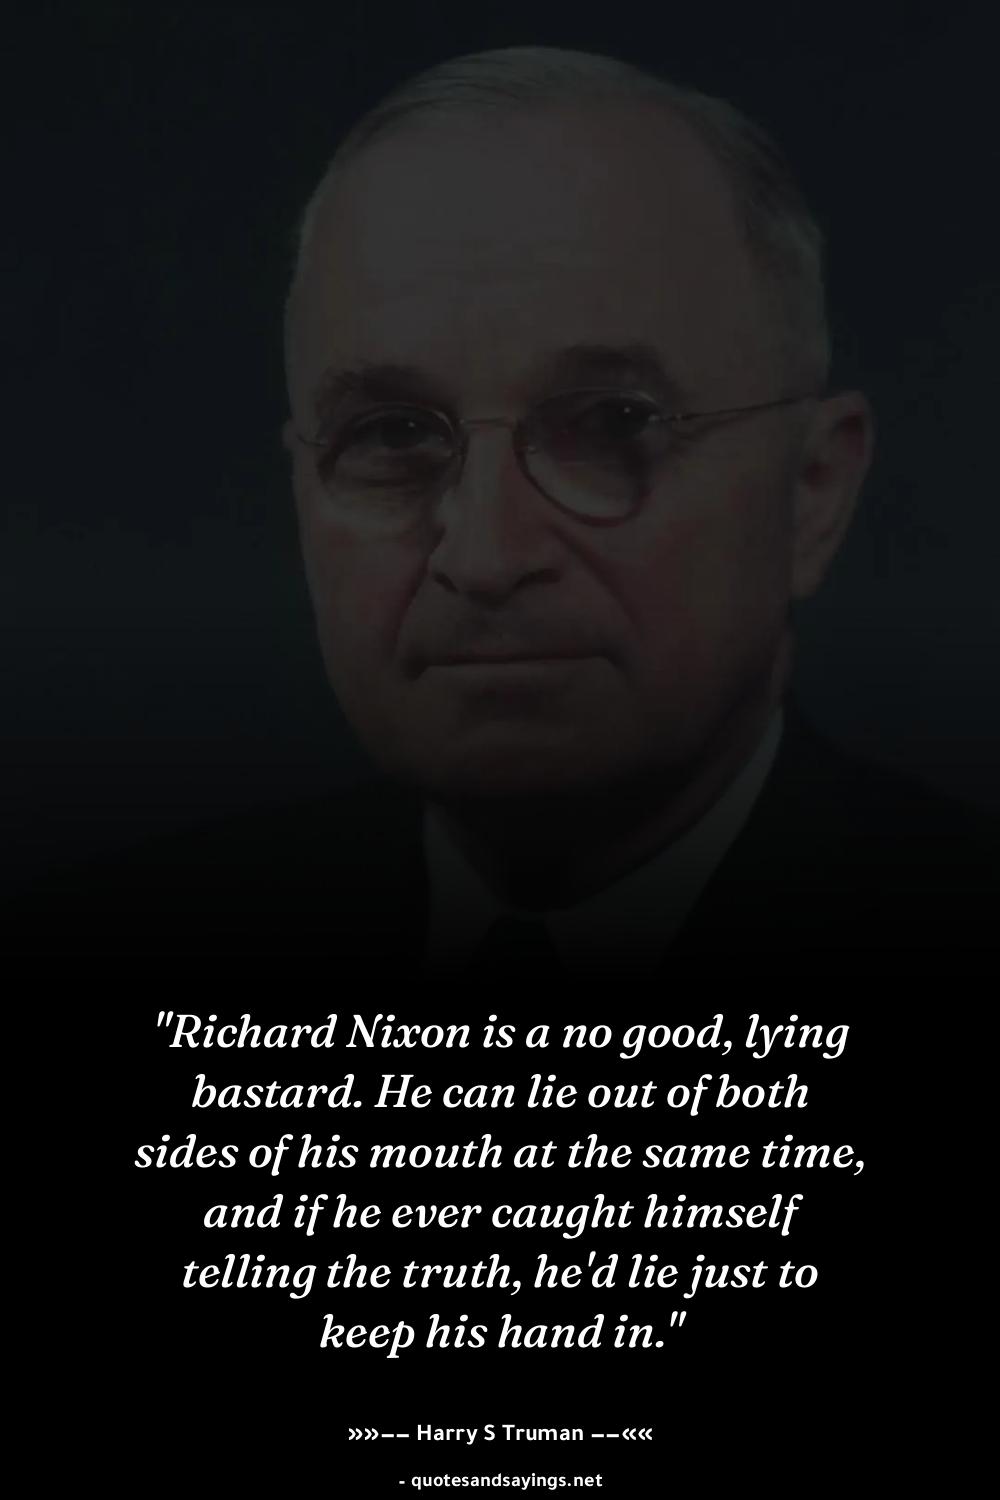 "Richard Nixon is a no good, lying
bastard. He can lie out of both
sides of his mouth at the same time,
and if he ever caught himself
telling the truth, he'd lie just to
keep his hand in."
»»–– Harry S Truman ––««
- quotesandsayings.net